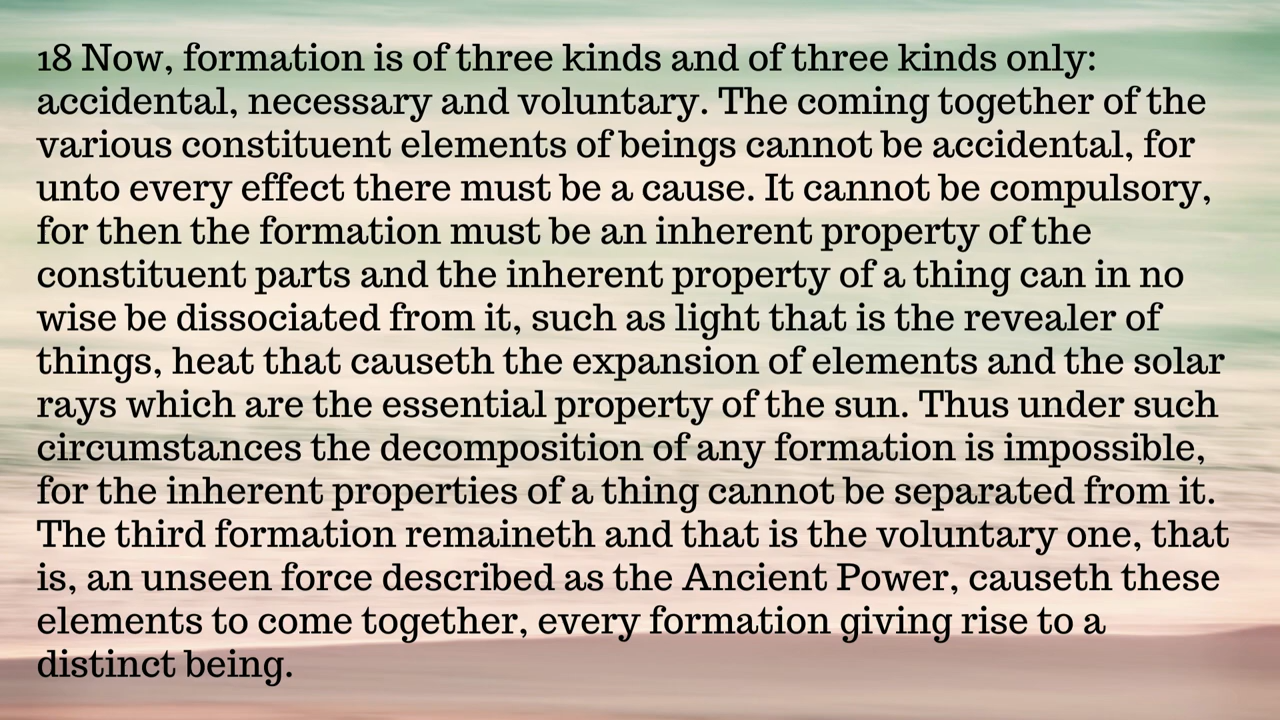 18 Now, formation is of three kinds and of three kinds only:
accidental, necessary and voluntary. The coming together of the
various constituent elements of beings cannot be accidental, for
unto every effect there must be a cause. It cannot be compulsory,
for then the formation must be an inherent property of the
constituent parts and the inherent property of a thing can in no
wise be dissociated from it, such as light that is the revealer of
things, heat that causeth the expansion of elements and the solar
rays which are the essential property of the sun. Thus under such
circumstances the decomposition of any formation is impossible,
for the inherent properties of a thing cannot be separated from it.
The third formation remaineth and that is the voluntary one, that
is, an unseen force described as the Ancient Power, causeth these
elements to come together, every formation giving rise to a
distinct being.